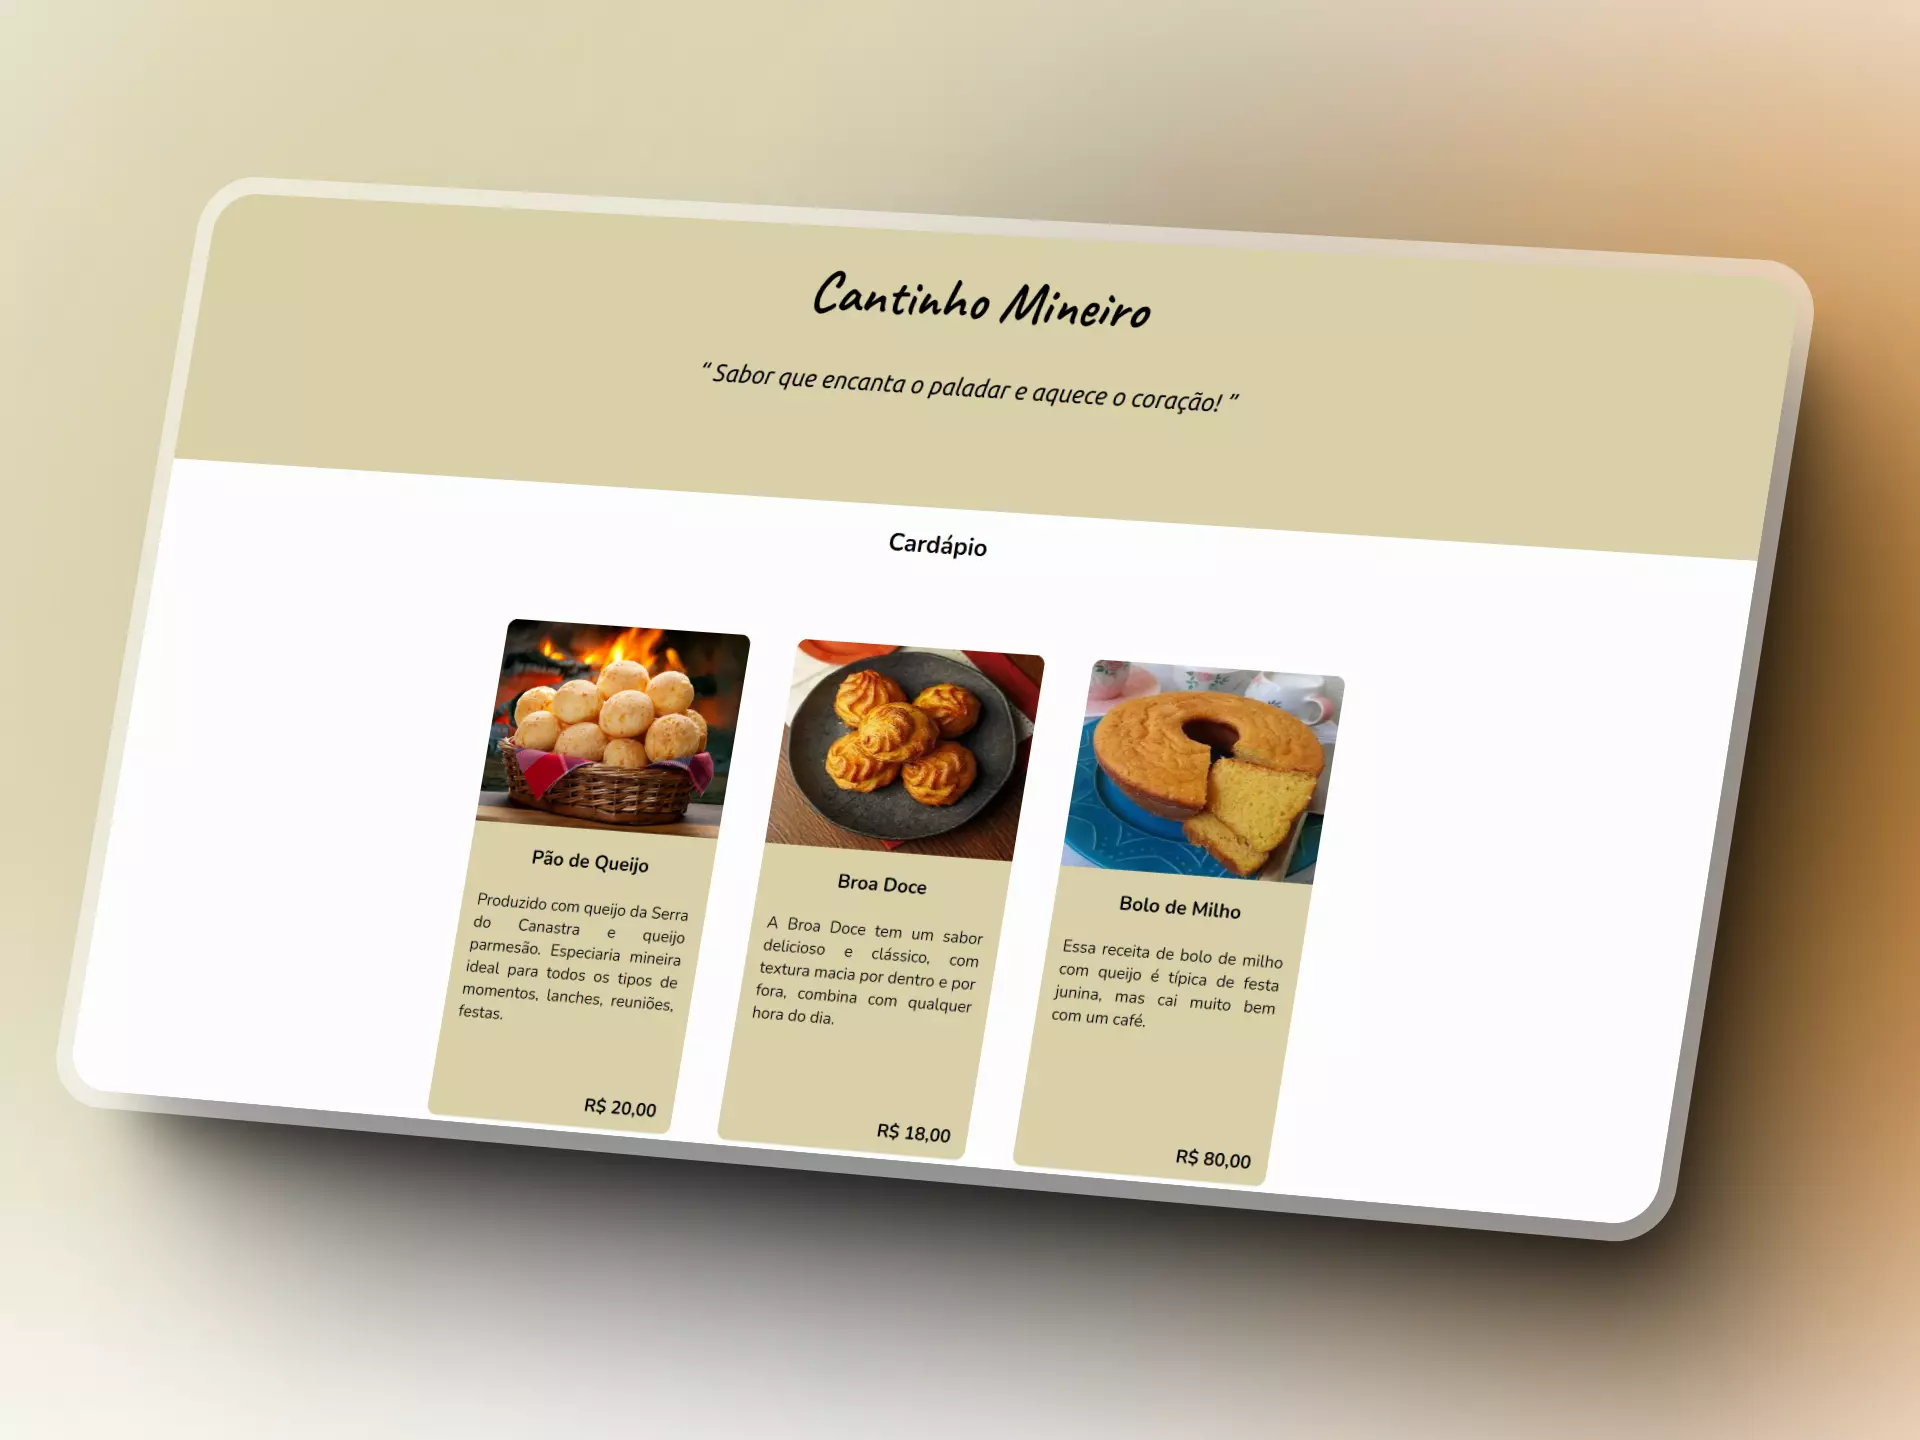 Cantinho Mineiro
“ Sabor que encanta o paladar e aquece o coração! ”
Cardápio
Pão de Queijo
Produzido com queijo da Serra
do Canastra e queijo
parmesão. Especiaria mineira
ideal para todos os tipos de
momentos, lanches, reuniões,
festas.
R$ 20,00
Broa Doce
A Broa Doce tem um sabor
delicioso e clássico, com
textura macia por dentro e por
fora, combina com qualquer
hora do dia.
R$ 18,00
Bolo de Milho
Essa receita de bolo de milho
com queijo é típica de festa
junina, mas cai muito bem
com um café.
R$ 80,00